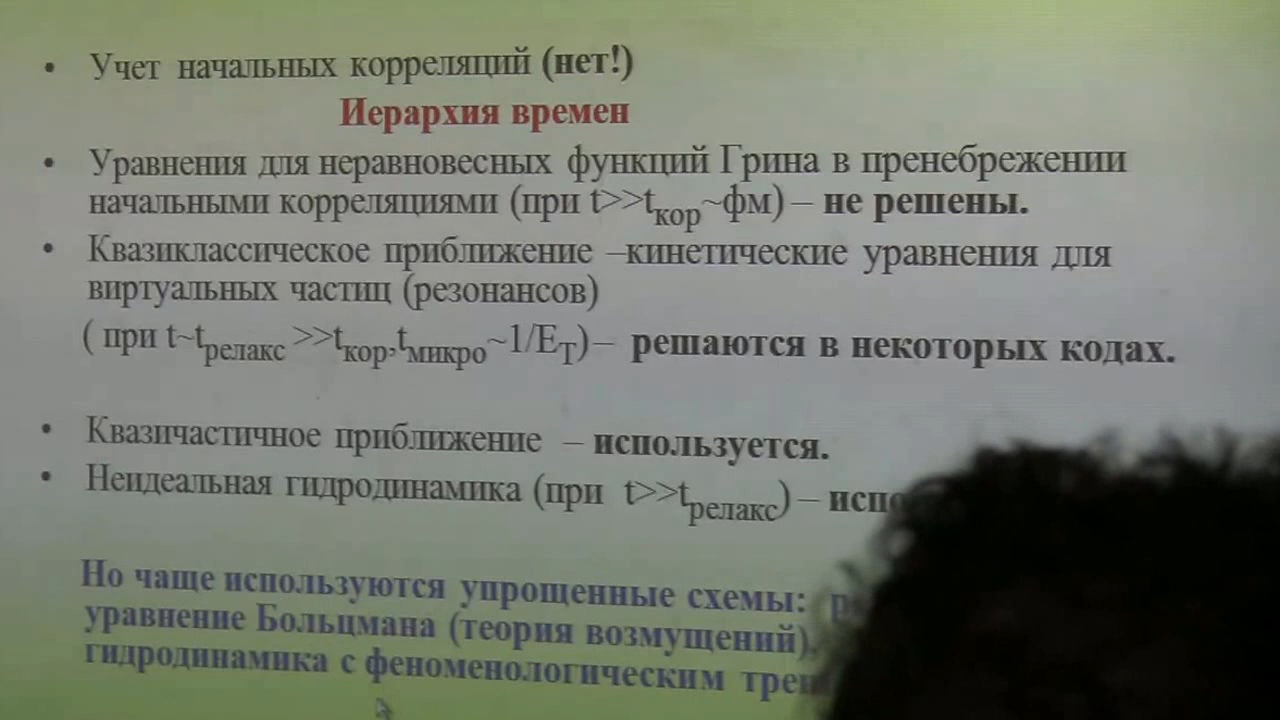 • Учет начальных корреляций (нет!)
Иерархия времен
• Уравнения для неравновесных функций Грина в пренебрежении
начальными корреляциями (при t>>tкор~фм) – не решены.
• Квазиклассическое приближение –кинетические уравнения для
виртуальных частиц (резонансов)
( при t~tрелакс >>tкор,tмикро~1/ET) – решаются в некоторых кодах.
• Квазичастичное приближение – используется.
• Неидеальная гидродинамика (при t>>tрелакс) –
Но чаще используются упрощенные схемы:
уравнение Больцмана (теория возмущений),
гидродинамика с феноменологическим